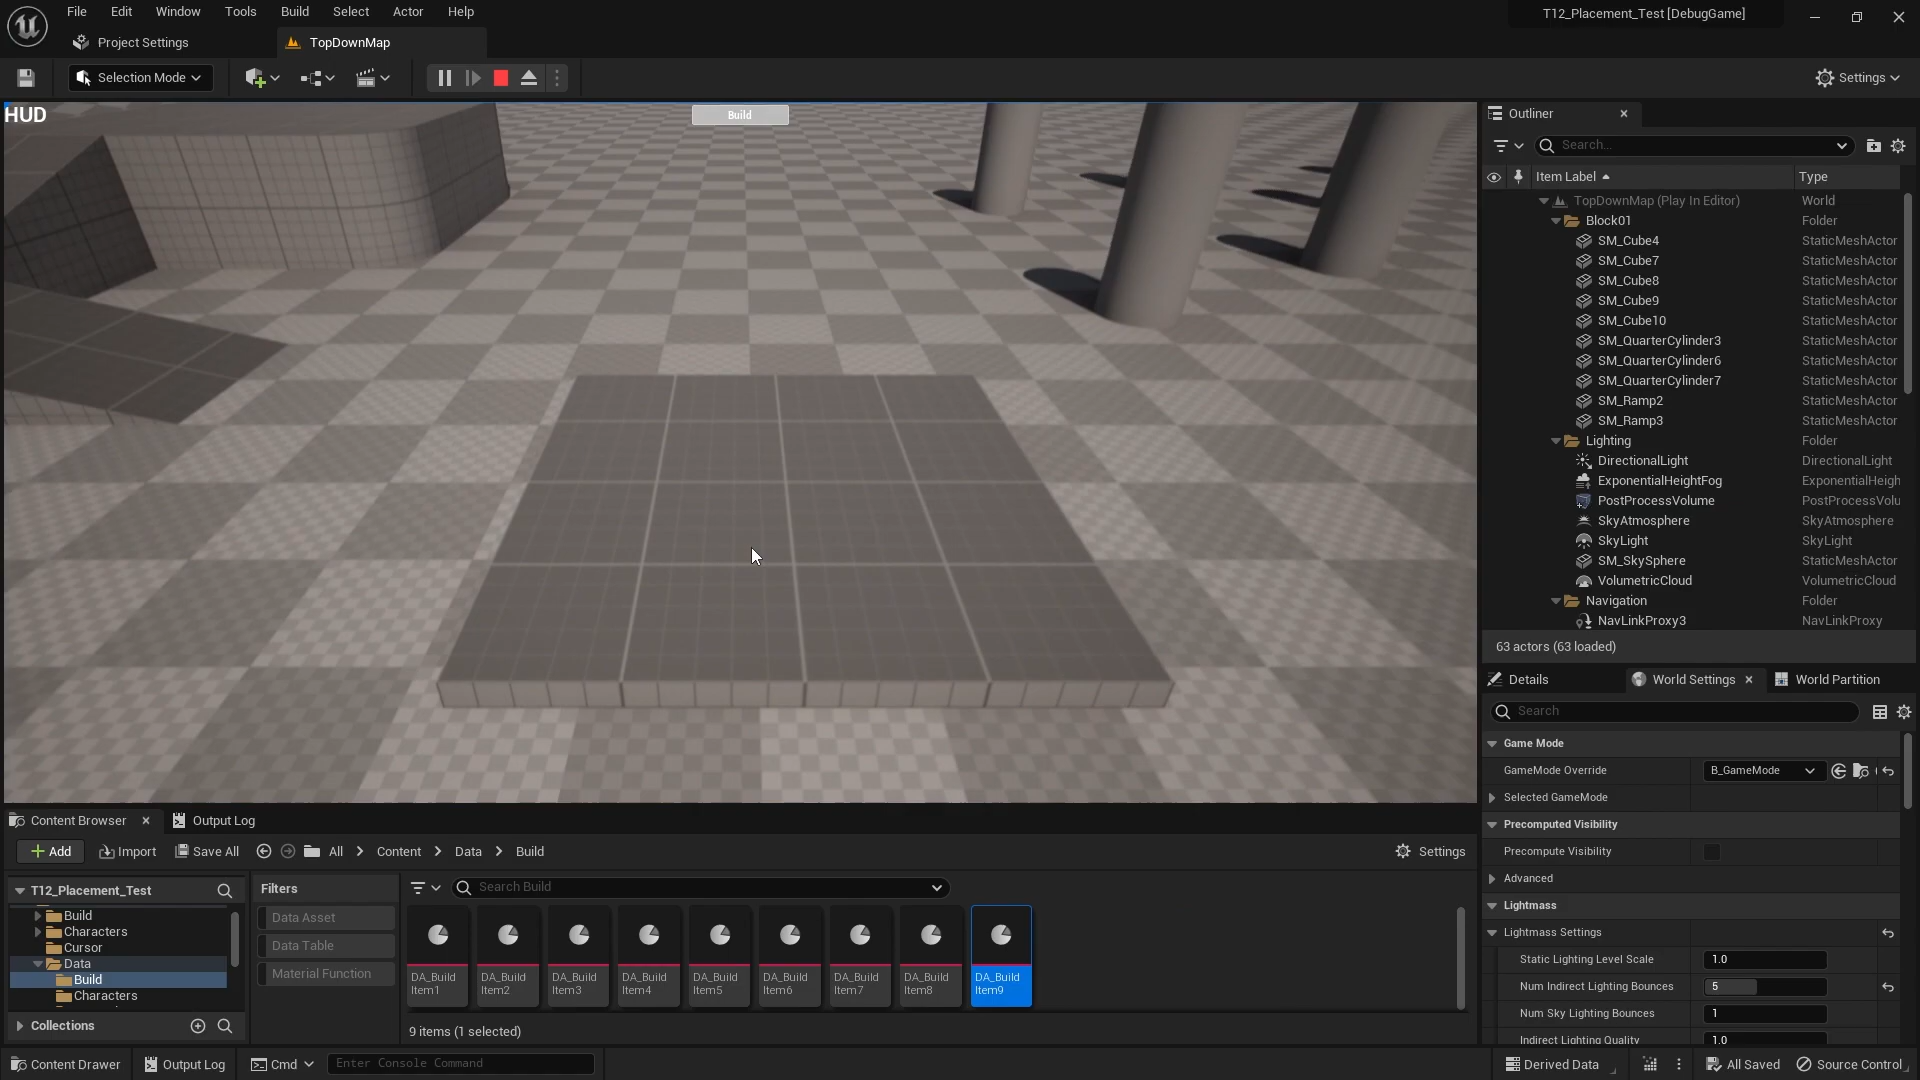 File Edit Window Tools Build Select Actor Help
T12_Placement_Test [DebugGame]
Project Settings
TopDownMap
Selection Mode
Settings
HUD
Build
Outliner
Search...
Item Label
Type
TopDownMap (Play In Editor) World
Block01 Folder
SM_Cube4 StaticMeshActor
SM_Cube7 StaticMeshActor
SM_Cube8 StaticMeshActor
SM_Cube9 StaticMeshActor
SM_Cube10 StaticMeshActor
SM_QuarterCylinder3 StaticMeshActor
SM_QuarterCylinder6 StaticMeshActor
SM_QuarterCylinder7 StaticMeshActor
SM_Ramp2 StaticMeshActor
SM_Ramp3 StaticMeshActor
Lighting Folder
DirectionalLight DirectionalLight
ExponentialHeightFog ExponentialHeigh
PostProcessVolume PostProcessVolu
SkyAtmosphere SkyAtmosphere
SkyLight SkyLight
SM_SkySphere StaticMeshActor
VolumetricCloud VolumetricCloud
Navigation Folder
NavLinkProxy3 NavLinkProxy
63 actors (63 loaded)
Details
World Settings
World Partition
Search
Game Mode
GameMode Override B_GameMode
Selected GameMode
Precomputed Visibility
Precompute Visibility
Advanced
Lightmass
Lightmass Settings
Static Lighting Level Scale 1.0
Num Indirect Lighting Bounces 5
Num Sky Lighting Bounces 1
Indirect Lighting Quality 1.0
Content Browser
Output Log
Add
Import
Save All
All
Content
Data
Build
Settings
T12_Placement_Test
Build
Characters
Cursor
Data
Build
Characters
Collections
Filters
Data Asset
Data Table
Material Function
Search Build
DA_Build
Item1
DA_Build
Item2
DA_Build
Item3
DA_Build
Item4
DA_Build
Item5
DA_Build
Item6
DA_Build
Item7
DA_Build
Item8
DA_Build
Item9
9 items (1 selected)
Content Drawer
Output Log
Cmd
Enter Console Command
Derived Data
All Saved
Source Control